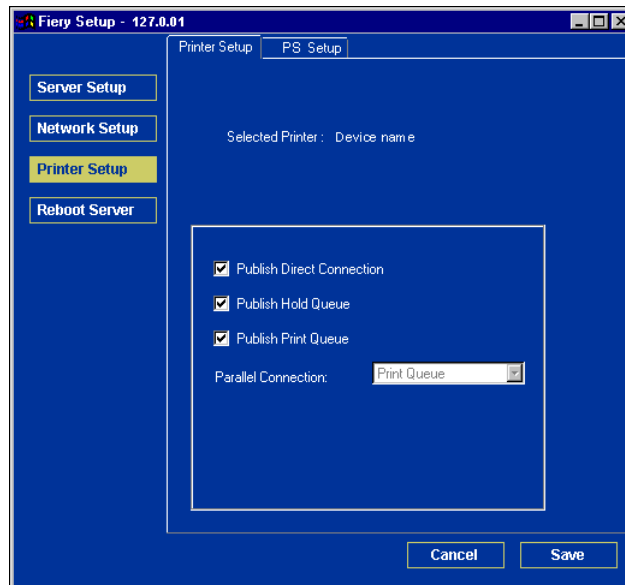 Fiery Setup - 127.0.01
Printer Setup
PS Setup
Server Setup
Network Setup
Printer Setup
Reboot Server
Selected Printer : Device name
Publish Direct Connection
Publish Hold Queue
Publish Print Queue
Parallel Connection: Print Queue
Cancel
Save